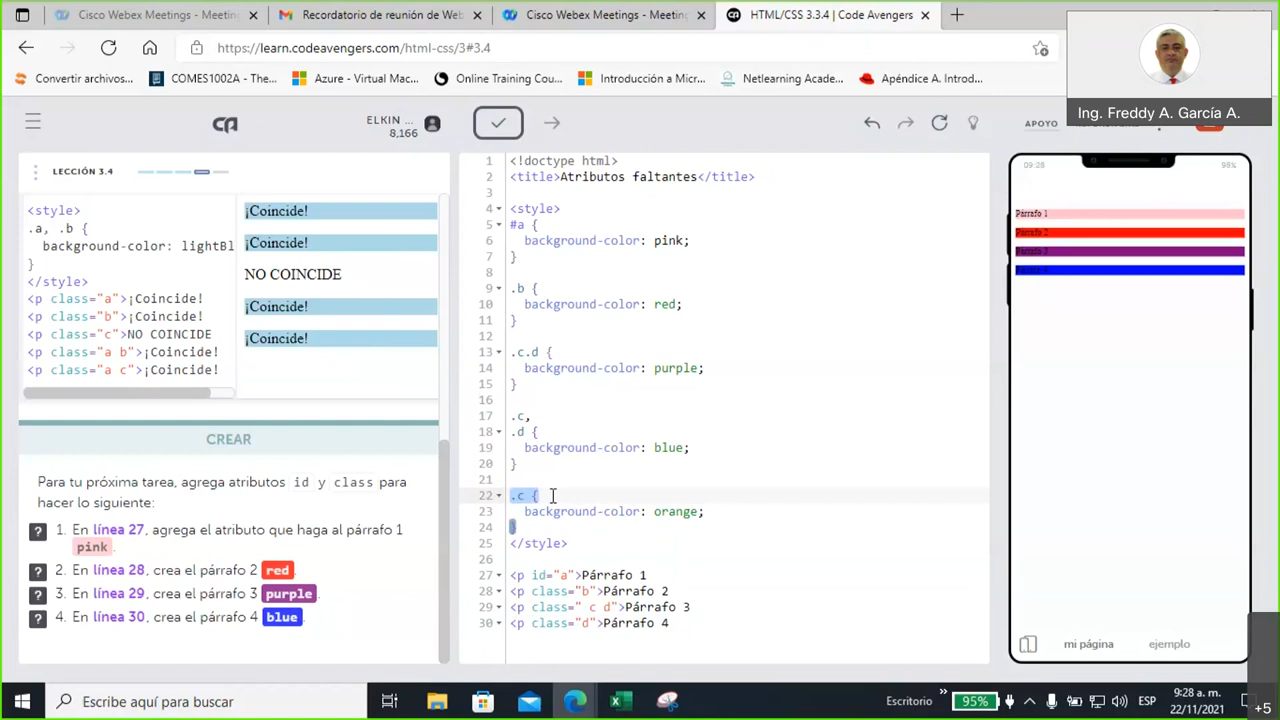 Cisco Webex Meetings
Recordatorio de reunión de Web
Cisco Webex Meetings - Meeting
HTML/CSS 3.3.4 | Code Avengers
https://learn.codeavengers.com/html-css/3#3.4
Convertir archivos...
COMES1002A - The...
Azure - Virtual Mac...
Online Training Cou...
Introducción a Micr...
Netlearning Acade...
Apéndice A. Introd...
Ing. Freddy A. García A.
ELKIN ...
8,166
APOYO
LECCIÓN 3.4
<style>
.a, .b {
background-color: lightBl
}
</style>
<p class="a">¡Coincide!
<p class="b">¡Coincide!
<p class="c">NO COINCIDE
<p class="a b">¡Coincide!
<p class="a c">¡Coincide!
¡Coincide!
¡Coincide!
NO COINCIDE
¡Coincide!
¡Coincide!
CREAR
Para tu próxima tarea, agrega atributos id y class para
hacer lo siguiente:
? 1. En línea 27, agrega el atributo que haga al párrafo 1
pink.
? 2. En línea 28, crea el párrafo 2 red.
? 3. En línea 29, crea el párrafo 3 purple.
? 4. En línea 30, crea el párrafo 4 blue.
1 <!doctype html>
2 <title>Atributos faltantes</title>
3
4 <style>
5 #a {
6 background-color: pink;
7 }
8
9 .b {
10 background-color: red;
11 }
12
13 .c.d {
14 background-color: purple;
15 }
16
17 .c,
18 .d {
19 background-color: blue;
20 }
21
22 .c {
23 background-color: orange;
24 }
25 </style>
26
27 <p id="a">Párrafo 1
28 <p class="b">Párrafo 2
29 <p class=" c d">Párrafo 3
30 <p class="d">Párrafo 4
09:28
98%
Párrafo 1
Párrafo 2
Párrafo 3
mi página
ejemplo
Escribe aquí para buscar
Escritorio
95%
ESP
9:28 a. m.
22/11/2021
+5